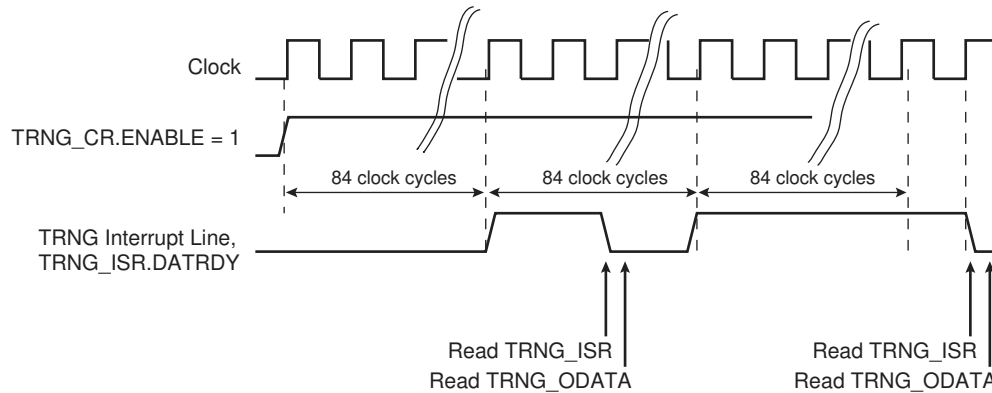 Clock
TRNG_CR.ENABLE = 1
84 clock cycles
84 clock cycles
84 clock cycles
TRNG Interrupt Line,
TRNG_ISR.DATRDY
Read TRNG_ISR
Read TRNG_ISR
Read TRNG_ODATA
Read TRNG_ODATA